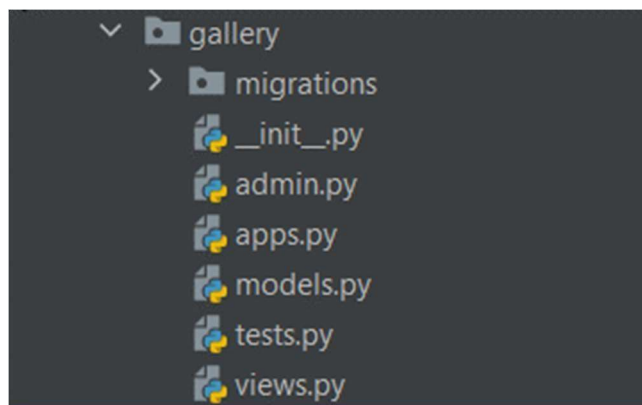 gallery
migrations
__init__.py
admin.py
apps.py
models.py
tests.py
views.py